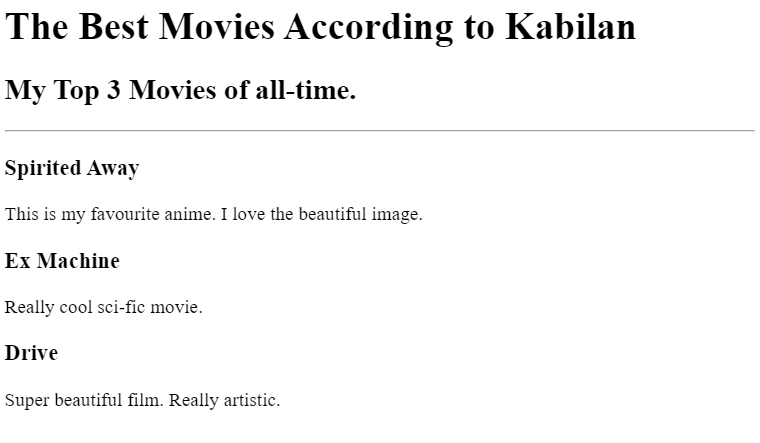 The Best Movies According to Kabilan
My Top 3 Movies of all-time.
Spirited Away
This is my favourite anime. I love the beautiful image.
Ex Machine
Really cool sci-fic movie.
Drive
Super beautiful film. Really artistic.